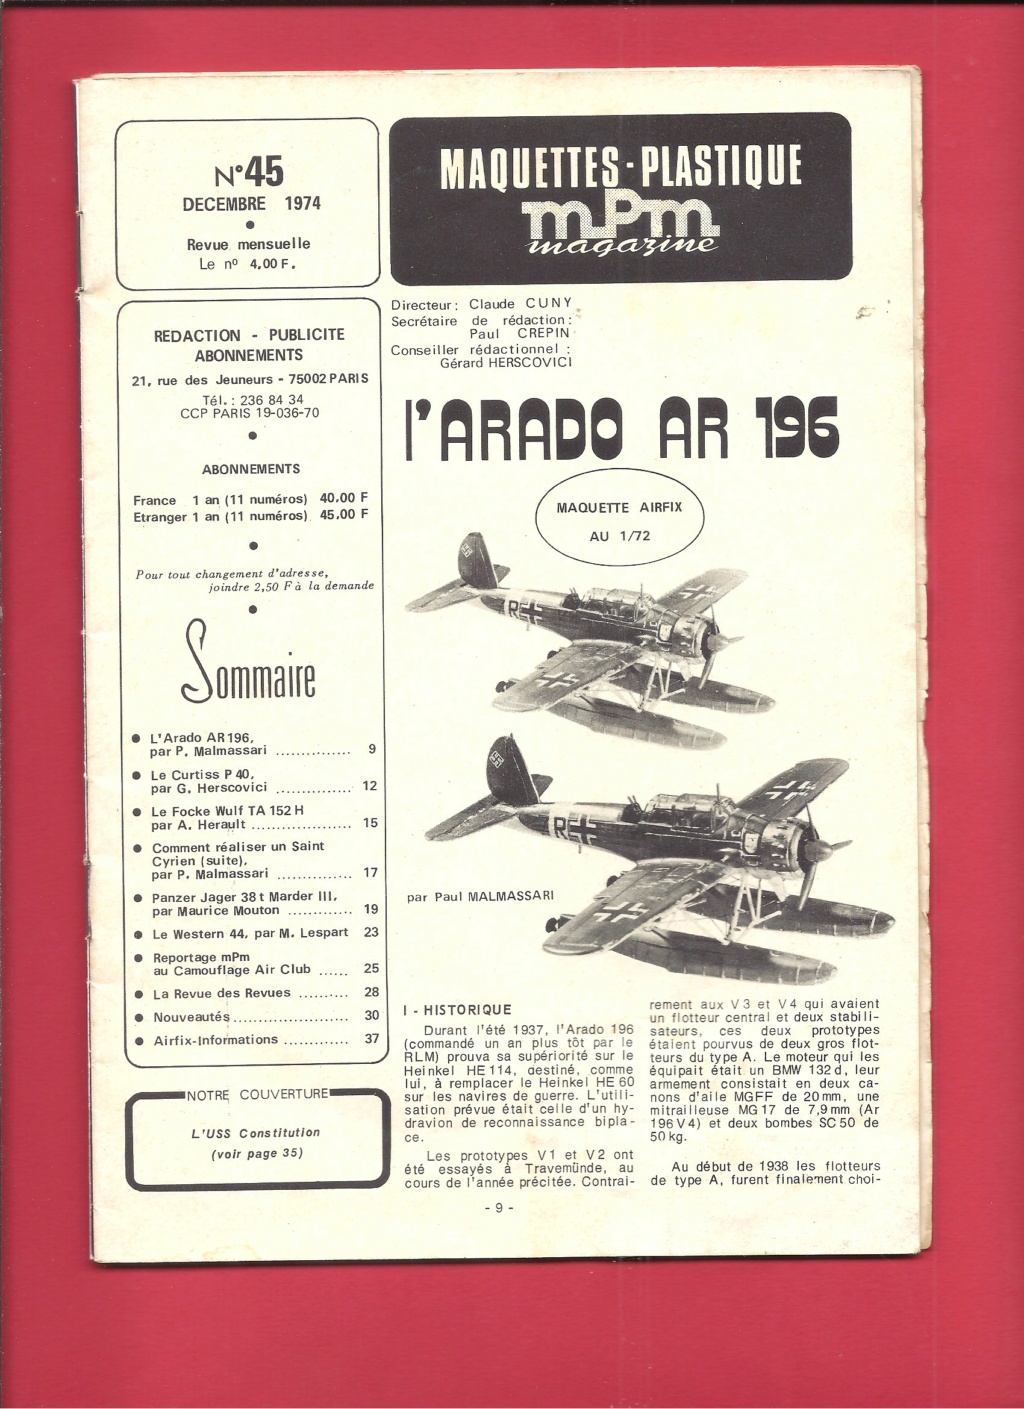 N°45
DECEMBRE 1974
Revue mensuelle
Le nº 4,00 F.
MAQUETTES-PLASTIQUE
mPm
magazine
REDACTION - PUBLICITE
ABONNEMENTS
21, rue des Jeuneurs - 75002 PARIS
Tél. : 236 84 34
CCP PARIS 19-036-70
ABONNEMENTS
France 1 an (11 numéros) 40,00 F
Etranger 1 an (11 numéros) 45,00 F
Pour tout changement d'adresse,
joindre 2,50 F à la demande
Sommaire
● L'Arado AR 196,
par P. Malmassari ............... 9
● Le Curtiss P 40,
par G. Herscovici ............... 12
● Le Focke Wulf TA 152 H
par A. Herault .................... 15
● Comment réaliser un Saint
Cyrien (suite),
par P. Malmassari ............... 17
● Panzer Jager 38 t Marder III,
par Maurice Mouton ............. 19
● Le Western 44, par M. Lespart 23
● Reportage mPm
au Camouflage Air Club ...... 25
● La Revue des Revues .......... 28
● Nouveautés....................... 30
● Airfix-Informations ............. 37
NOTRE COUVERTURE
L'USS Constitution
(voir page 35)
Directeur : Claude CUNY
Secrétaire de rédaction :
Paul CREPIN
Conseiller rédactionnel :
Gérard HERSCOVICI
l'ARADO AR 196
MAQUETTE AIRFIX
AU 1/72
R
R
par Paul MALMASSARI
I - HISTORIQUE
Durant l'été 1937, l'Arado 196
(commandé un an plus tôt par le
RLM) prouva sa supériorité sur le
Heinkel HE 114, destiné, comme
lui, à remplacer le Heinkel HE 60
sur les navires de guerre. L'utili-
sation prévue était celle d'un hy-
dravion de reconnaissance bipla-
ce.
Les prototypes V1 et V2 ont
été essayés à Travemünde, au
cours de l'année précitée. Contrai-
rement aux V 3 et V4 qui avaient
un flotteur central et deux stabili-
sateurs, ces deux prototypes
étaient pourvus de deux gros flot-
teurs du type A. Le moteur qui les
équipait était un BMW 132 d, leur
armement consistait en deux ca-
nons d'aile MGFF de 20 mm, une
mitrailleuse MG 17 de 7,9 mm (Ar
196 V 4) et deux bombes SC 50 de
50 kg.
Au début de 1938 les flotteurs
de type A, furent finalement choi-
- 9 -